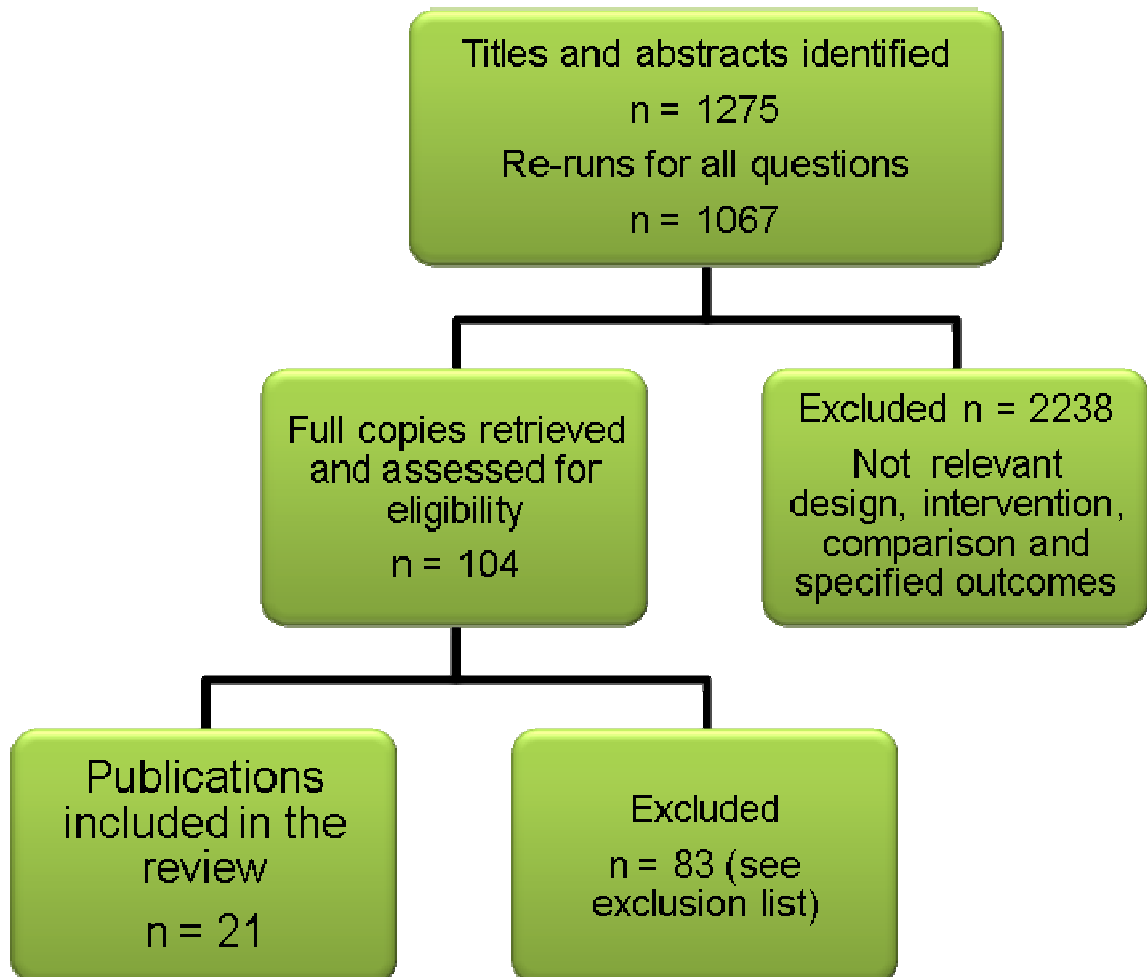 Titles and abstracts identified
n = 1275
Re-runs for all questions
n = 1067
Full copies retrieved
and assessed for
eligibility
n = 104
Excluded n = 2238
Not relevant
design, intervention,
comparison and
specified outcomes
Publications
included in the
review
n = 21
Excluded
n = 83 (see
exclusion list)